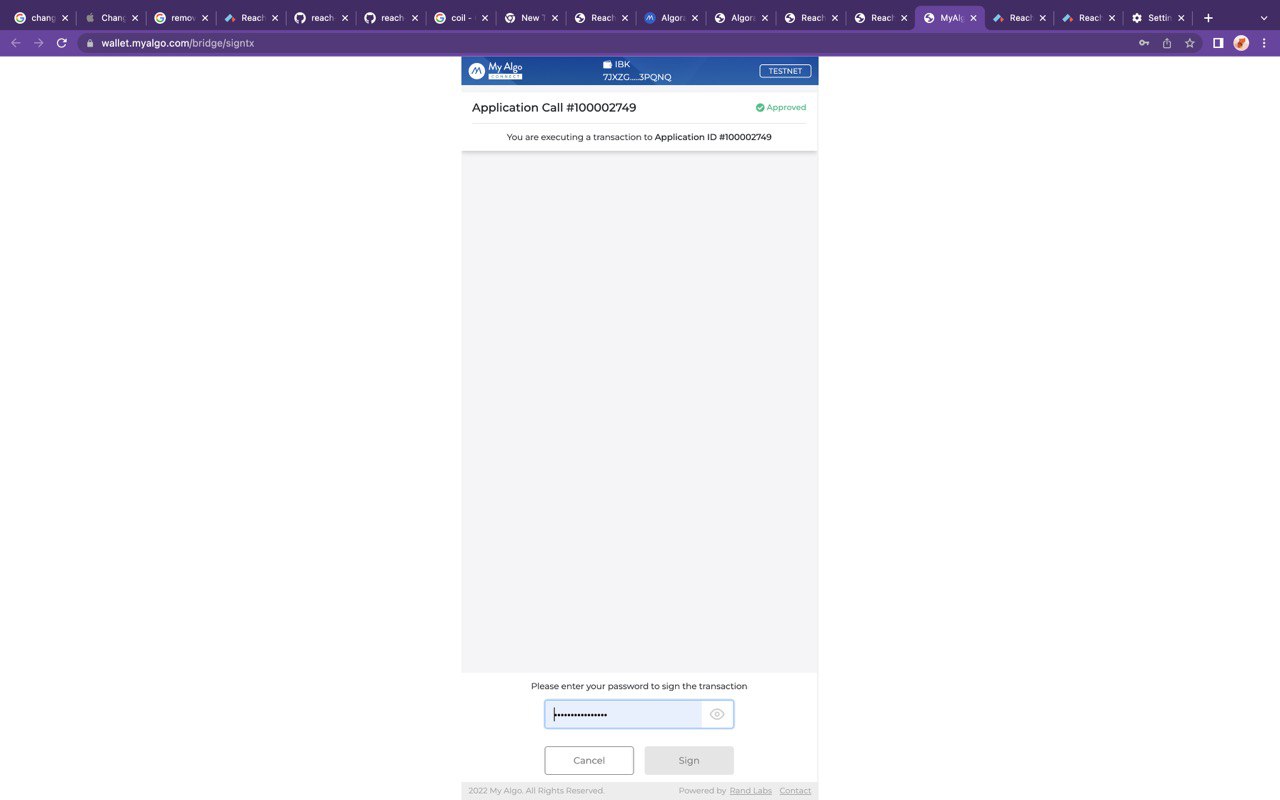 chang Chang remov Reach reach reach coil - New T Reach Algora Algora Reach Reach MyAlg Reach Reach Settin
wallet.myalgo.com/bridge/signtx
My Algo
CONNECT
IBK
7JXZG.....3PQNQ
TESTNET
Application Call #100002749
Approved
You are executing a transaction to Application ID #100002749
Please enter your password to sign the transaction
Cancel
Sign
2022 My Algo. All Rights Reserved.
Powered by Rand Labs Contact